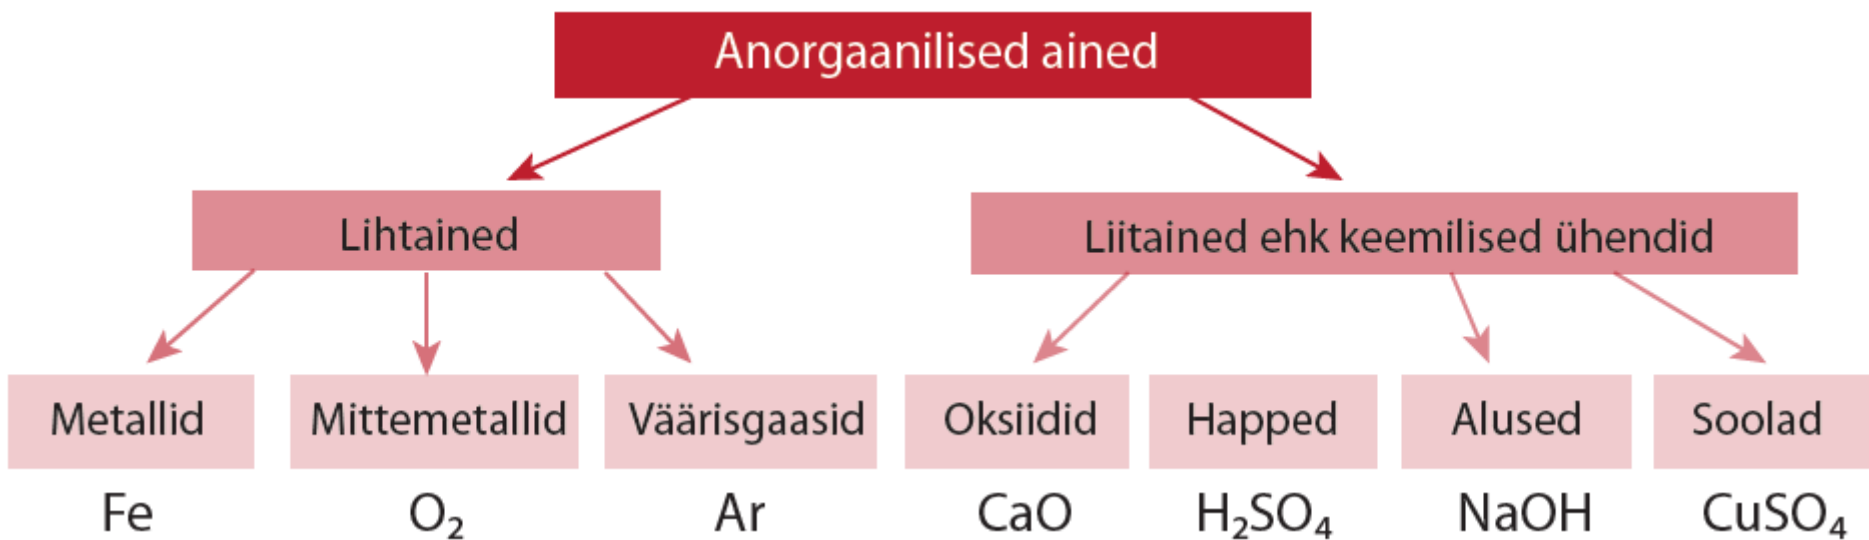 Anorgaanilised ained
Lihtained
Liitained ehk keemilised ühendid
Metallid
Mittemetallid
Väärisgaasid
Oksiidid
Happed
Alused
Soolad
Fe
O₂
Ar
CaO
H₂SO₄
NaOH
CuSO₄